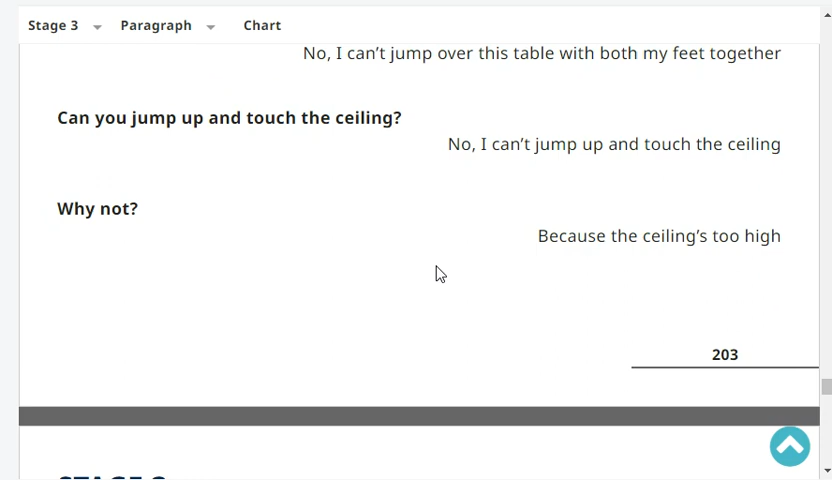 Stage 3 Paragraph Chart
No, I can’t jump over this table with both my feet together
Can you jump up and touch the ceiling?
No, I can’t jump up and touch the ceiling
Why not?
Because the ceiling’s too high
203